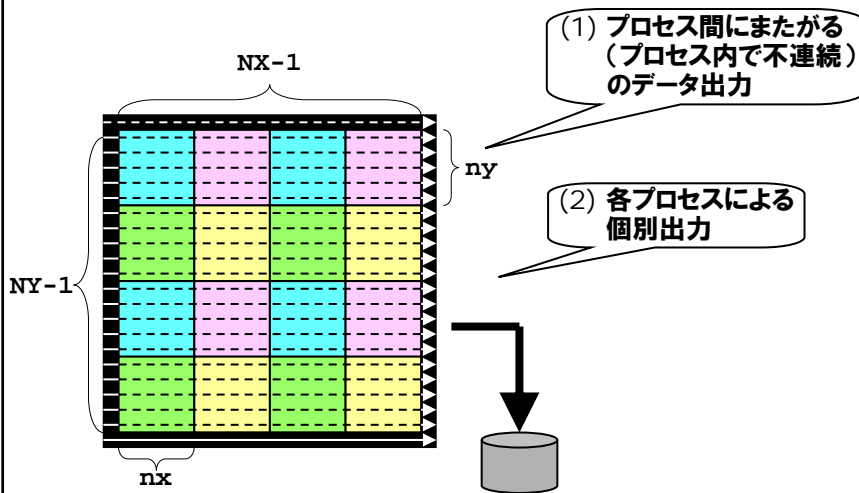 NX-1
(1) プロセス間にまたがる
(プロセス内で不連続)
のデータ出力
ny
(2) 各プロセスによる
個別出力
NY-1
nx